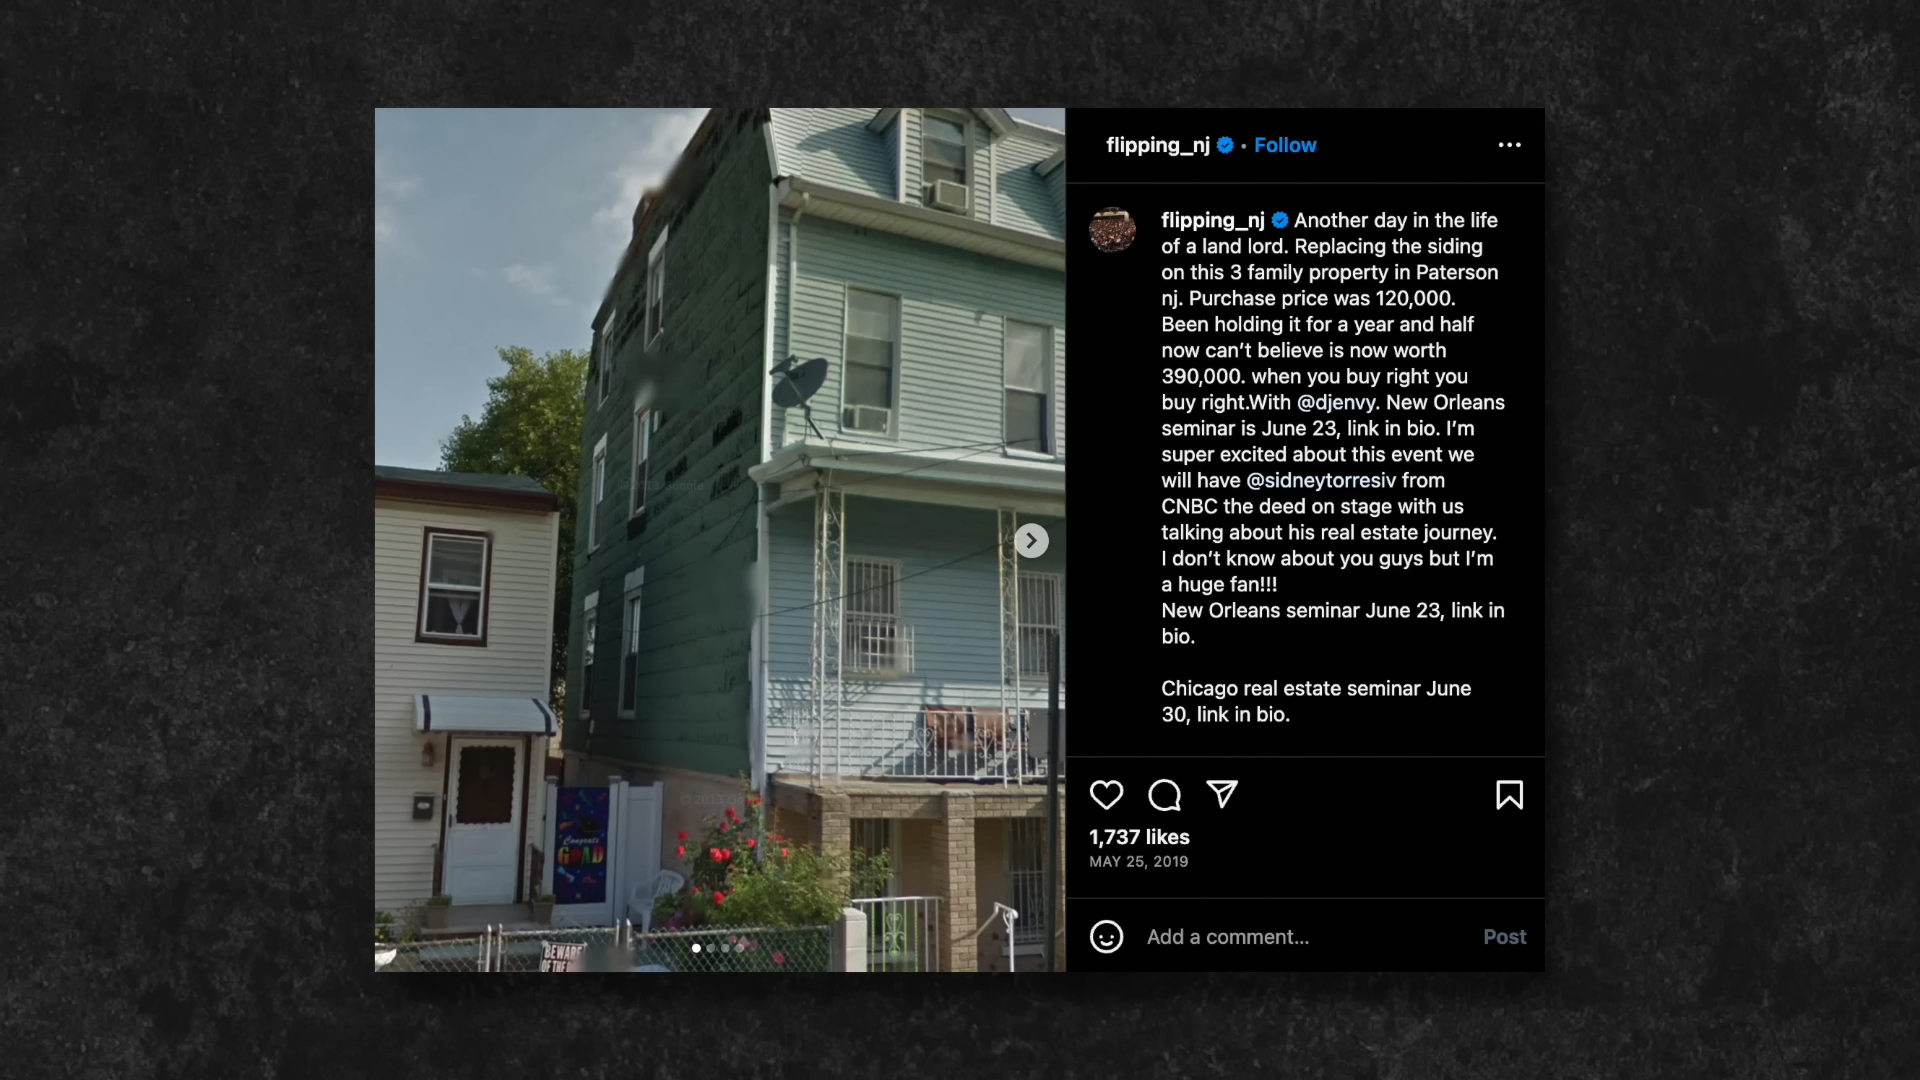 flipping_nj • Follow
flipping_nj Another day in the life
of a land lord. Replacing the siding
on this 3 family property in Paterson
nj. Purchase price was 120,000.
Been holding it for a year and half
now can’t believe is now worth
390,000. when you buy right you
buy right.With @djenvy. New Orleans
seminar is June 23, link in bio. I’m
super excited about this event we
will have @sidneytorresiv from
CNBC the deed on stage with us
talking about his real estate journey.
I don’t know about you guys but I’m
a huge fan!!!
New Orleans seminar June 23, link in
bio.
Chicago real estate seminar June
30, link in bio.
1,737 likes
MAY 25, 2019
Add a comment... Post
Congrats
GRAD
BEWARE
OF THE